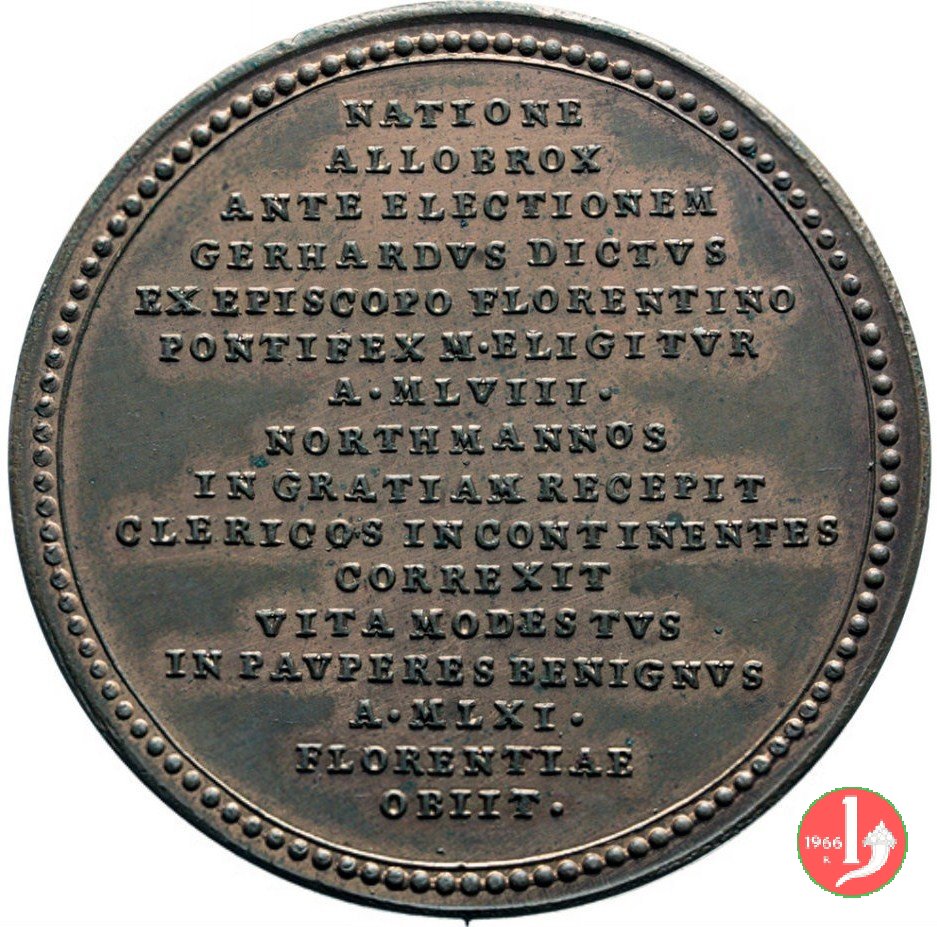 NATIONE
ALLOBROX
ANTE ELECTIONEM
GERHARDVS DICTVS
EX EPISCOPO FLORENTINO
PONTIFEX M·ELIGITVR
A·MLVIII·
NORTHMANNOS
IN GRATIAM RECEPIT
CLERICOS INCONTINENTES
CORREXIT
VITA MODESTVS
IN PAVPERES BENIGNVS
A·MLXI·
FLORENTIAE
OBIIT·
1966